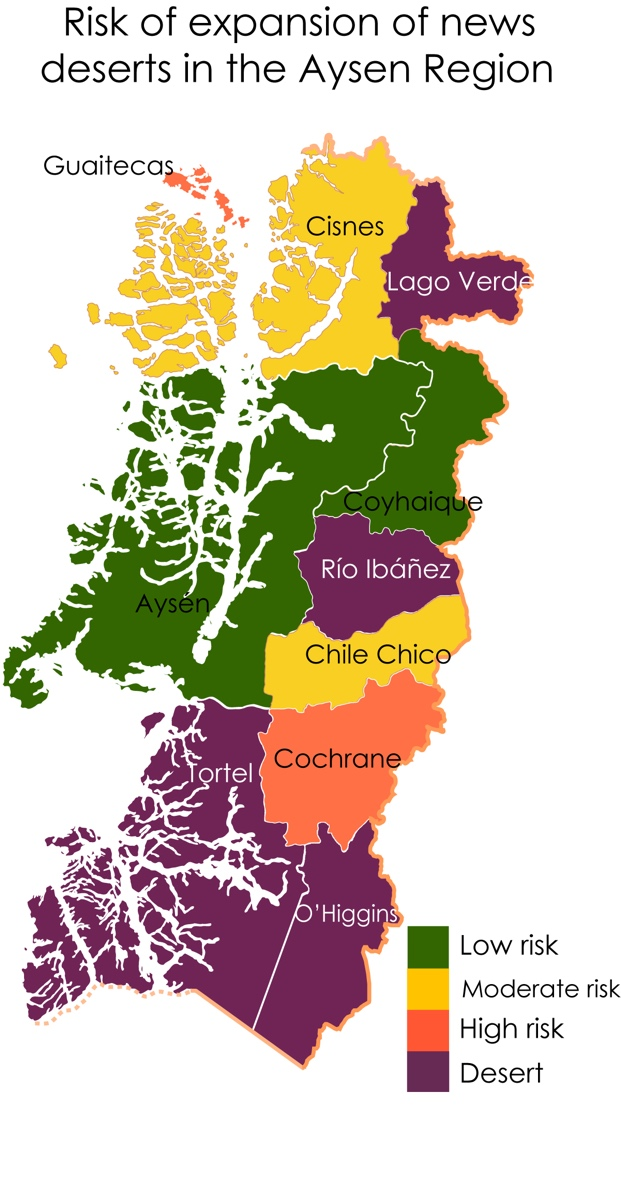 Risk of expansion of news
deserts in the Aysen Region
Guaitecas
Cisnes
Lago Verde
Coyhaique
Río Ibáñez
Aysén
Chile Chico
Cochrane
Tortel
O'Higgins
Low risk
Moderate risk
High risk
Desert